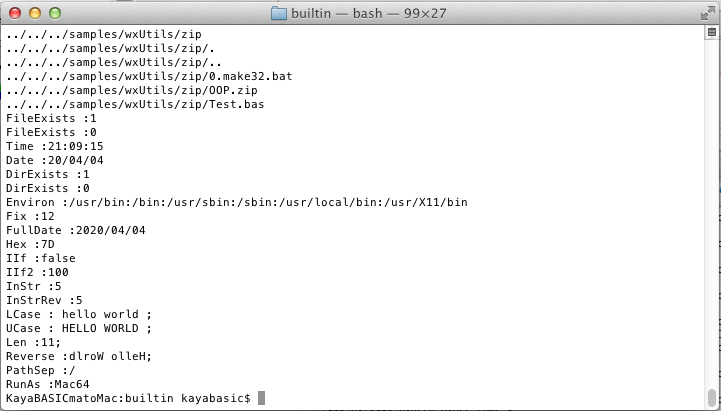 builtin — bash — 99×27
../../../samples/wxUtils/zip
../../../samples/wxUtils/zip/.
../../../samples/wxUtils/zip/..
../../../samples/wxUtils/zip/0.make32.bat
../../../samples/wxUtils/zip/OOP.zip
../../../samples/wxUtils/zip/Test.bas
FileExists :1
FileExists :0
Time :21:09:15
Date :20/04/04
DirExists :1
DirExists :0
Environ :/usr/bin:/bin:/usr/sbin:/sbin:/usr/local/bin:/usr/X11/bin
Fix :12
FullDate :2020/04/04
Hex :7D
IIf :false
IIf2 :100
InStr :5
InStrRev :5
LCase : hello world ;
UCase : HELLO WORLD ;
Len :11;
Reverse :dlroW olleH;
PathSep :/
RunAs :Mac64
KayaBASICmatoMac:builtin kayabasic$